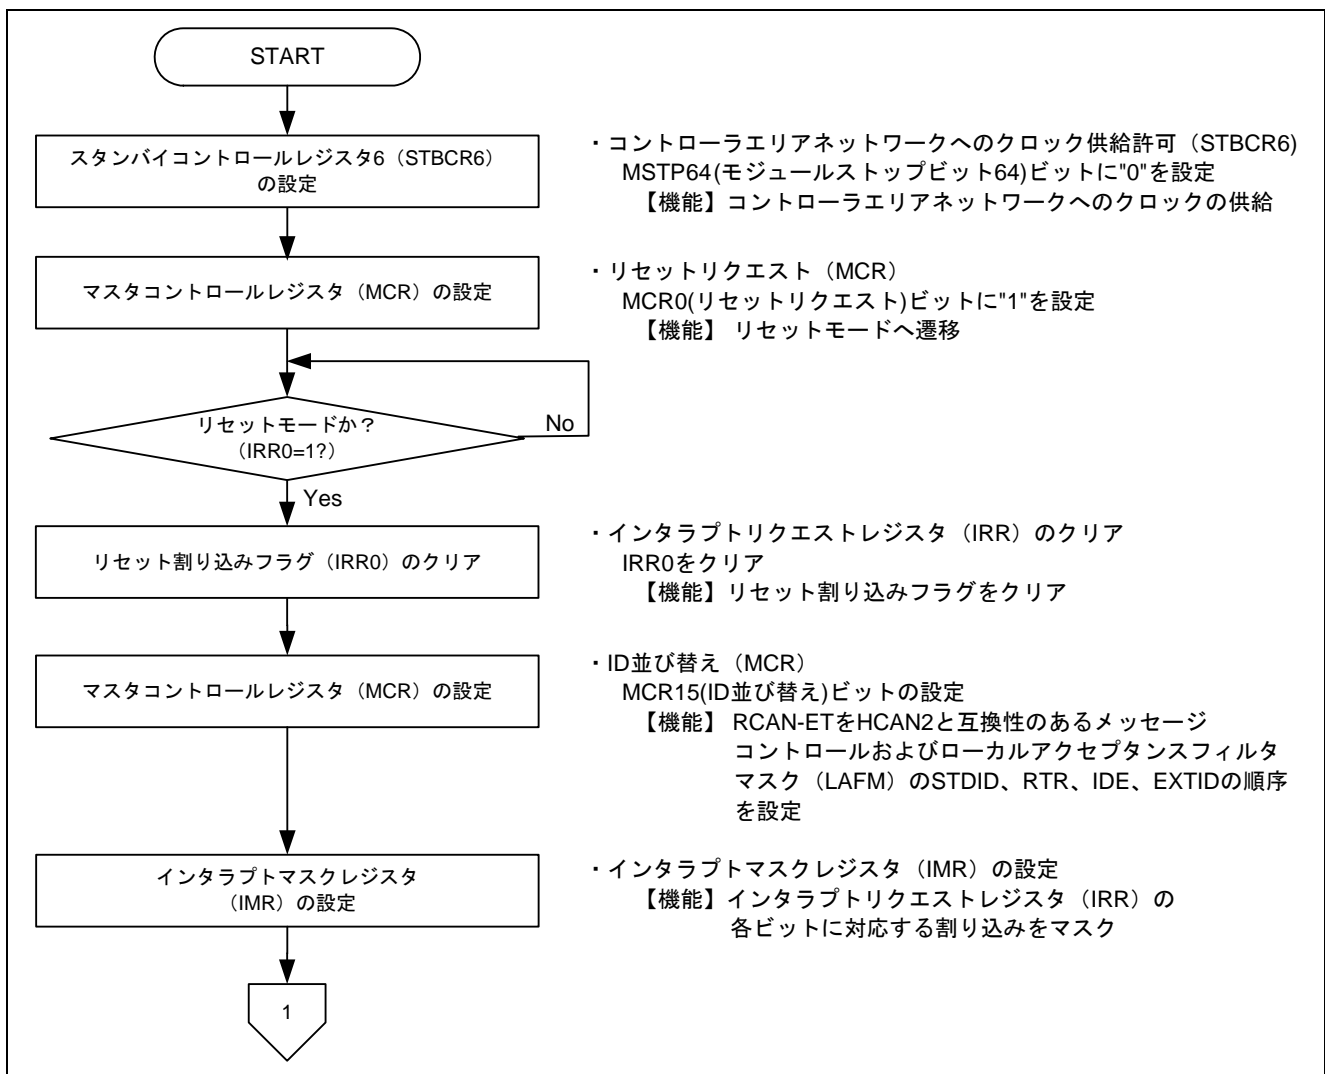 START
スタンバイコントロールレジスタ6（STBCR6）
の設定
・コントローラエリアネットワークへのクロック供給許可（STBCR6)
MSTP64(モジュールストップビット64)ビットに"0"を設定
【機能】コントローラエリアネットワークへのクロックの供給
マスタコントロールレジスタ（MCR）の設定
・リセットリクエスト（MCR）
MCR0(リセットリクエスト)ビットに"1"を設定
【機能】 リセットモードへ遷移
リセットモードか？
（IRR0=1?）
No
Yes
リセット割り込みフラグ（IRR0）のクリア
・インタラプトリクエストレジスタ（IRR）のクリア
IRR0をクリア
【機能】リセット割り込みフラグをクリア
マスタコントロールレジスタ（MCR）の設定
・ID並び替え（MCR）
MCR15(ID並び替え)ビットの設定
【機能】 RCAN-ETをHCAN2と互換性のあるメッセージ
コントロールおよびローカルアクセプタンスフィルタ
マスク（LAFM）のSTDID、RTR、IDE、EXTIDの順序
を設定
インタラプトマスクレジスタ
（IMR）の設定
・インタラプトマスクレジスタ（IMR）の設定
【機能】インタラプトリクエストレジスタ（IRR）の
各ビットに対応する割り込みをマスク
1